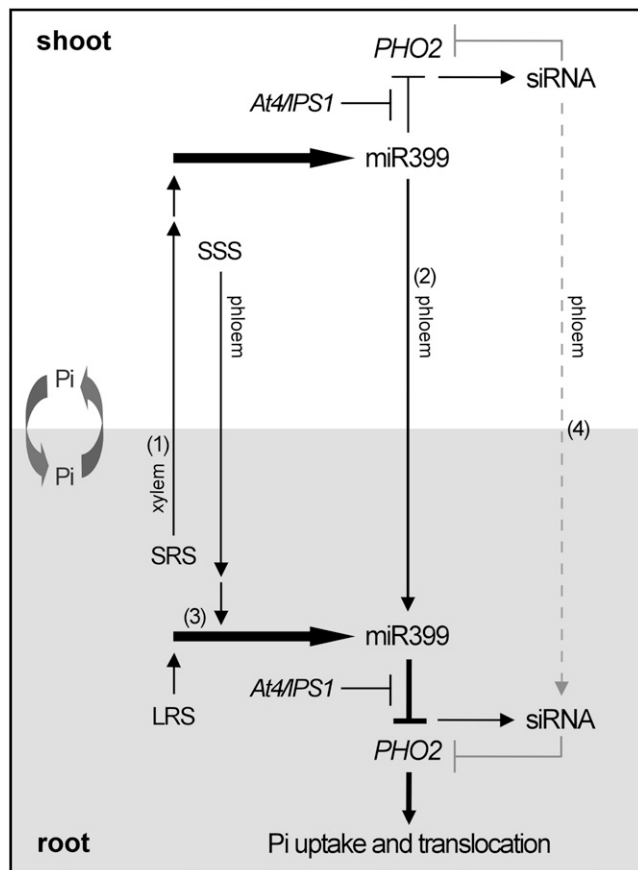 shoot
PHO2
siRNA
At4/IPS1
miR399
SSS
(2)
phloem
phloem
phloem
Pi
(1)
(4)
Pi
xylem
SRS
(3)
miR399
At4/IPS1
LRS
siRNA
PHO2
root
Pi uptake and translocation